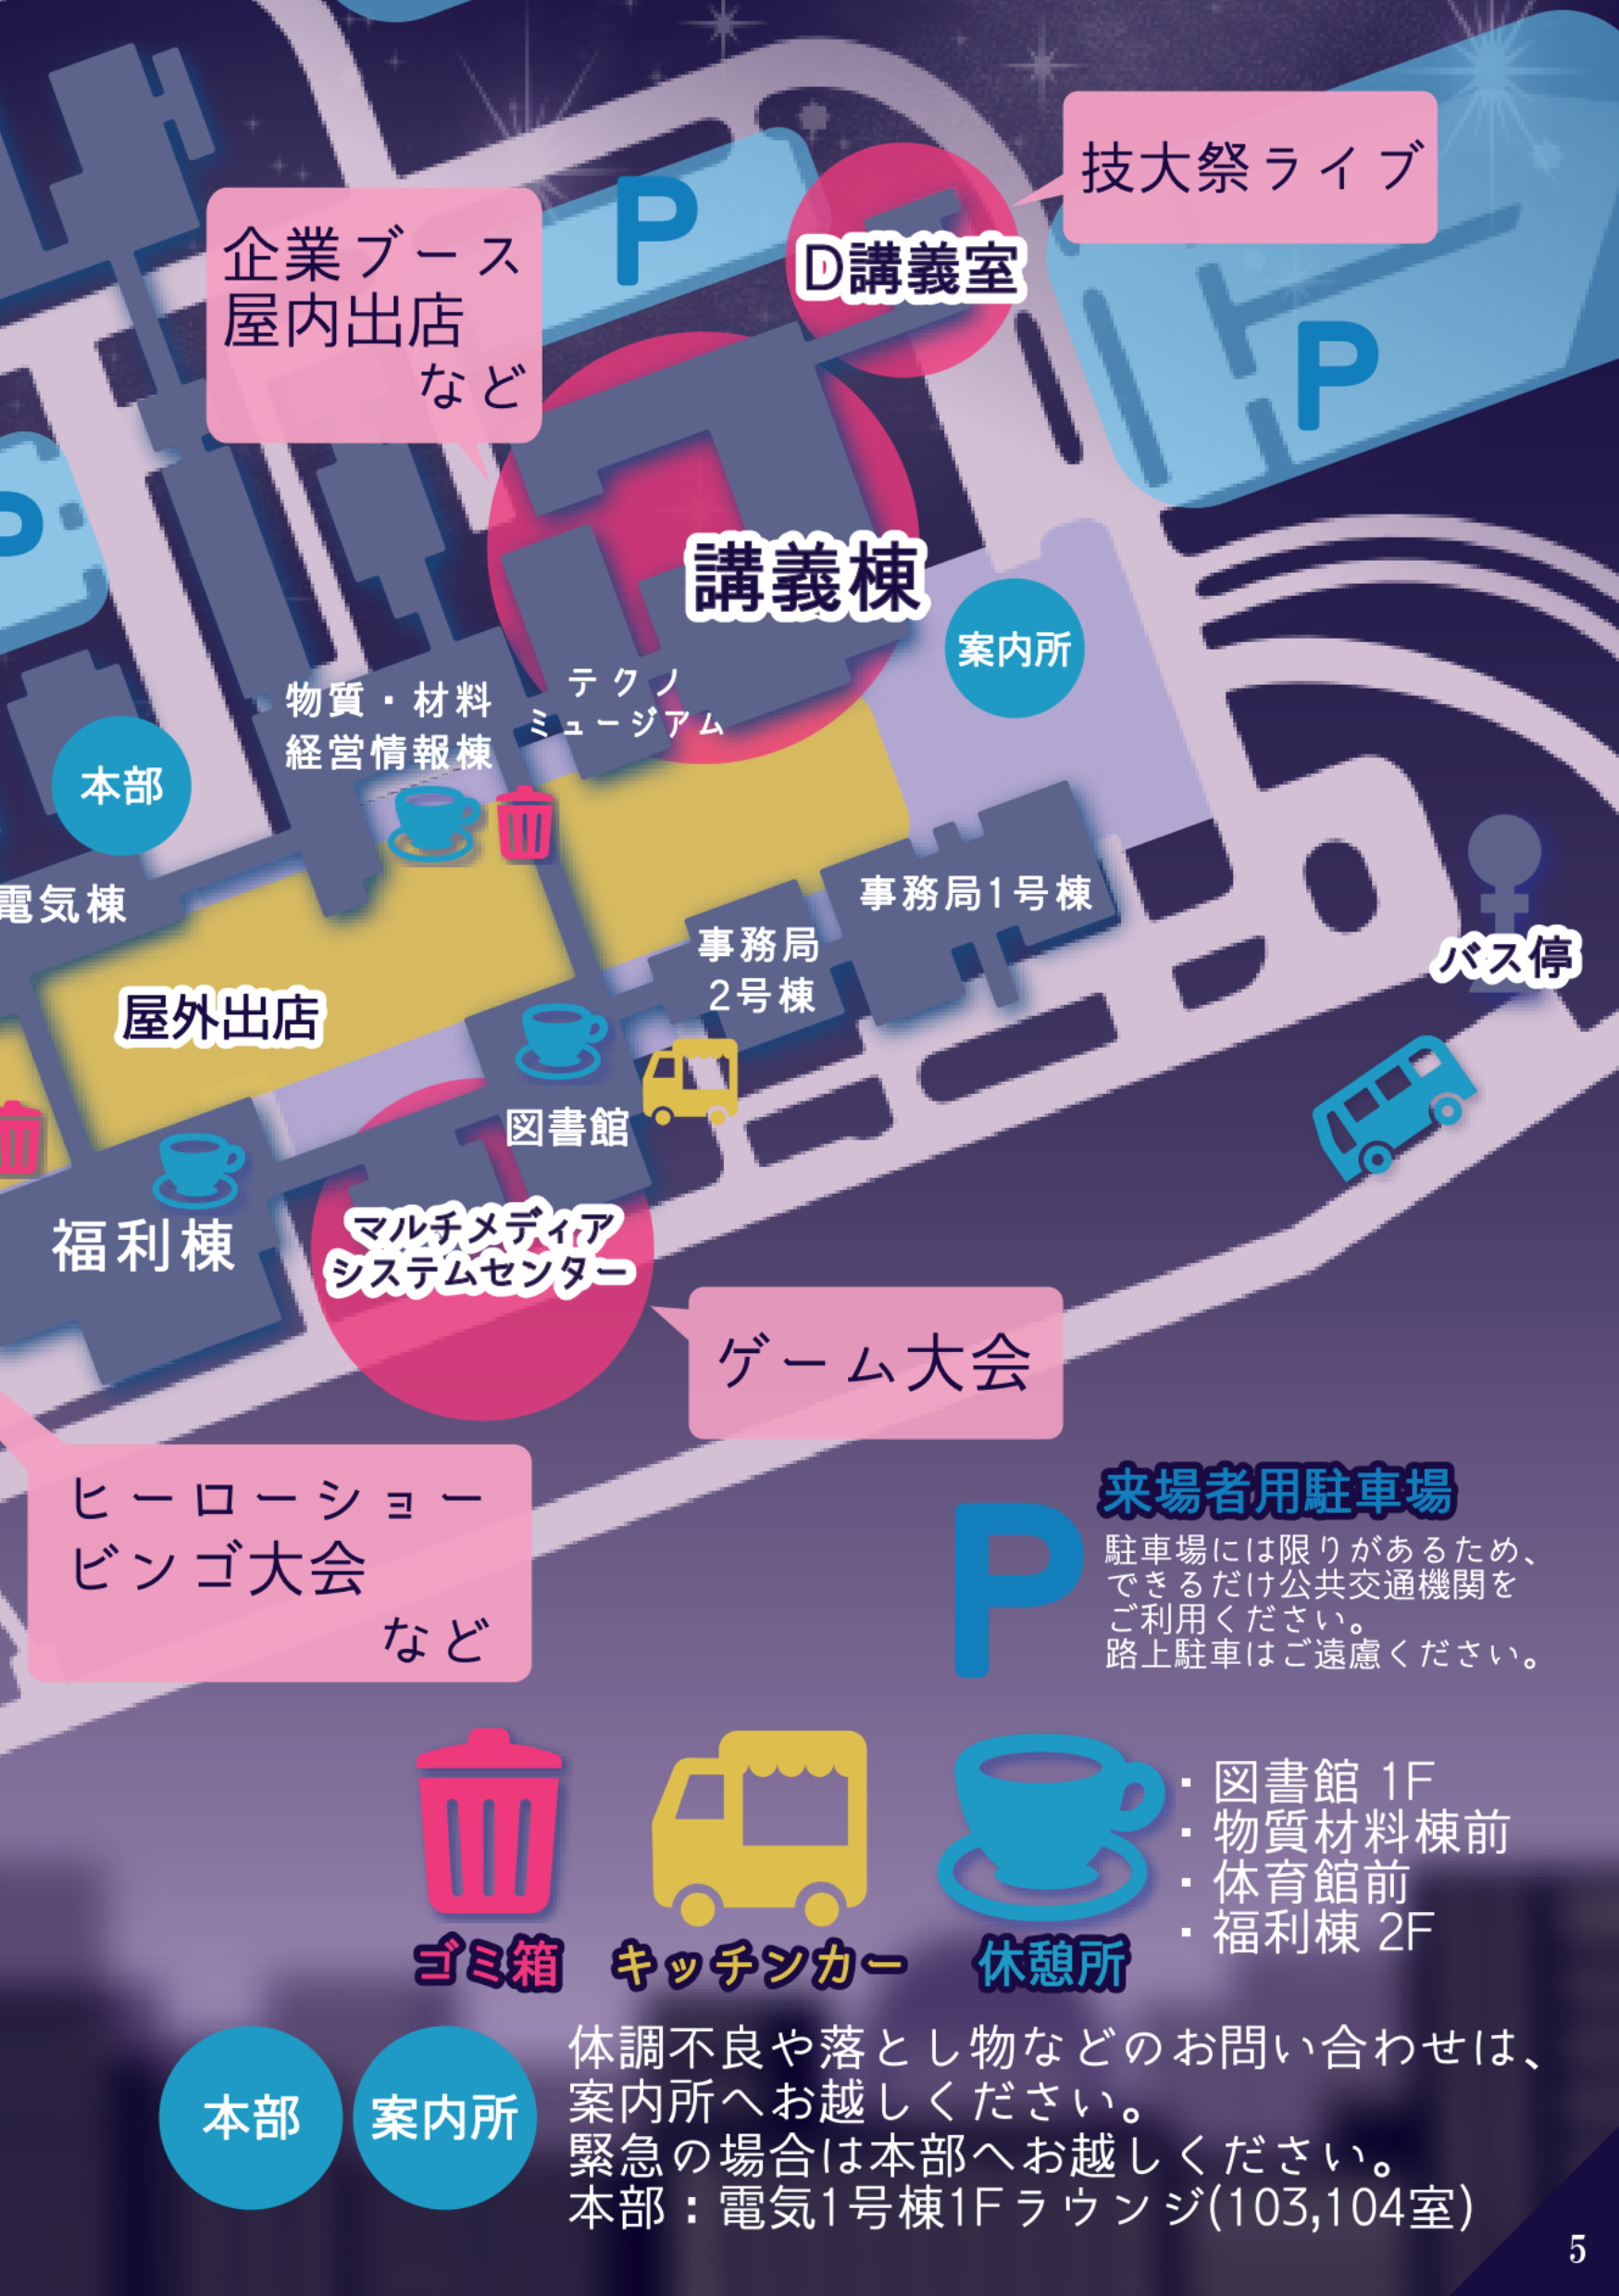 技大祭ライブ
企業ブース
屋内出店
など
P
D講義室
P
P
講義棟
案内所
テクノ
ミュージアム
物質・材料
経営情報棟
本部
電気棟
事務局1号棟
事務局
2号棟
バス停
屋外出店
図書館
福利棟
マルチメディア
システムセンター
ゲーム大会
ヒーローショー
ビンゴ大会
など
P
来場者用駐車場
駐車場には限りがあるため、
できるだけ公共交通機関を
ご利用ください。
路上駐車はご遠慮ください。
ゴミ箱
キッチンカー
休憩所
・図書館 1F
・物質材料棟前
・体育館前
・福利棟 2F
本部
案内所
体調不良や落とし物などのお問い合わせは、
案内所へお越しください。
緊急の場合は本部へお越しください。
本部：電気1号棟1Fラウンジ(103,104室)
5